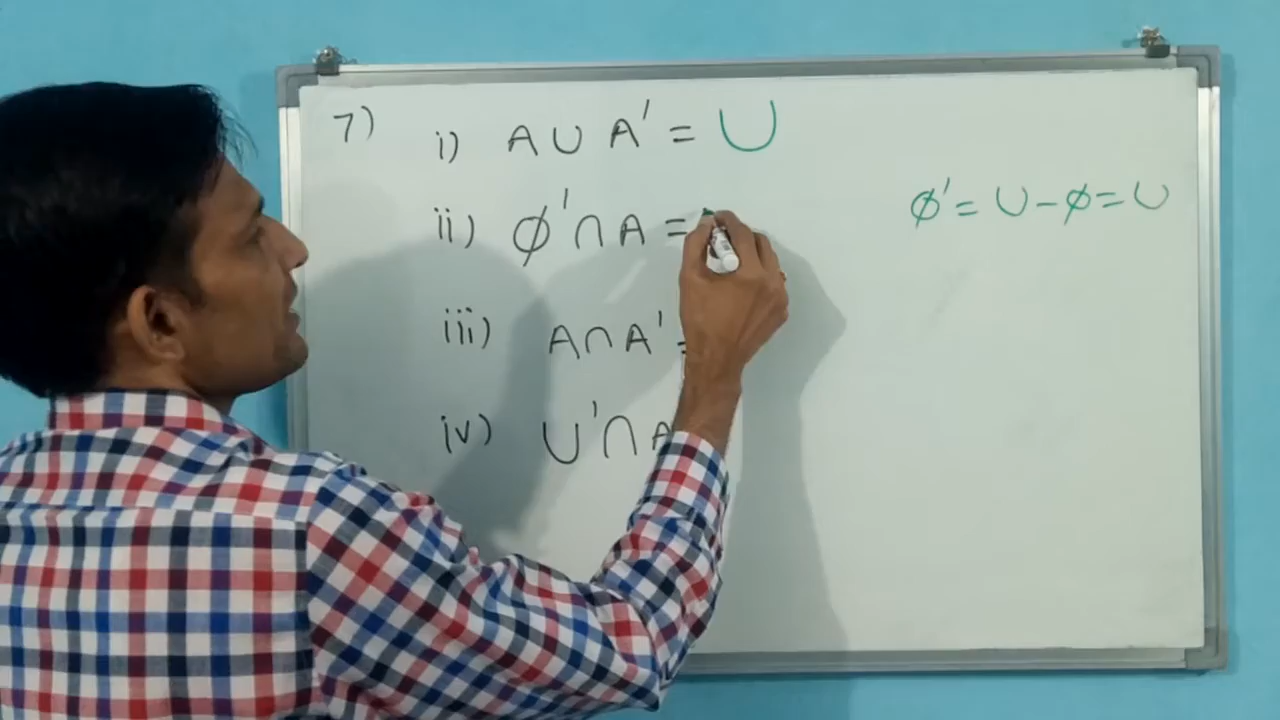 7) i) A ∪ A' = U
ii) φ' ∩ A =
φ' = U - φ = U
iii) A ∩ A' =
iv) U' ∩ A